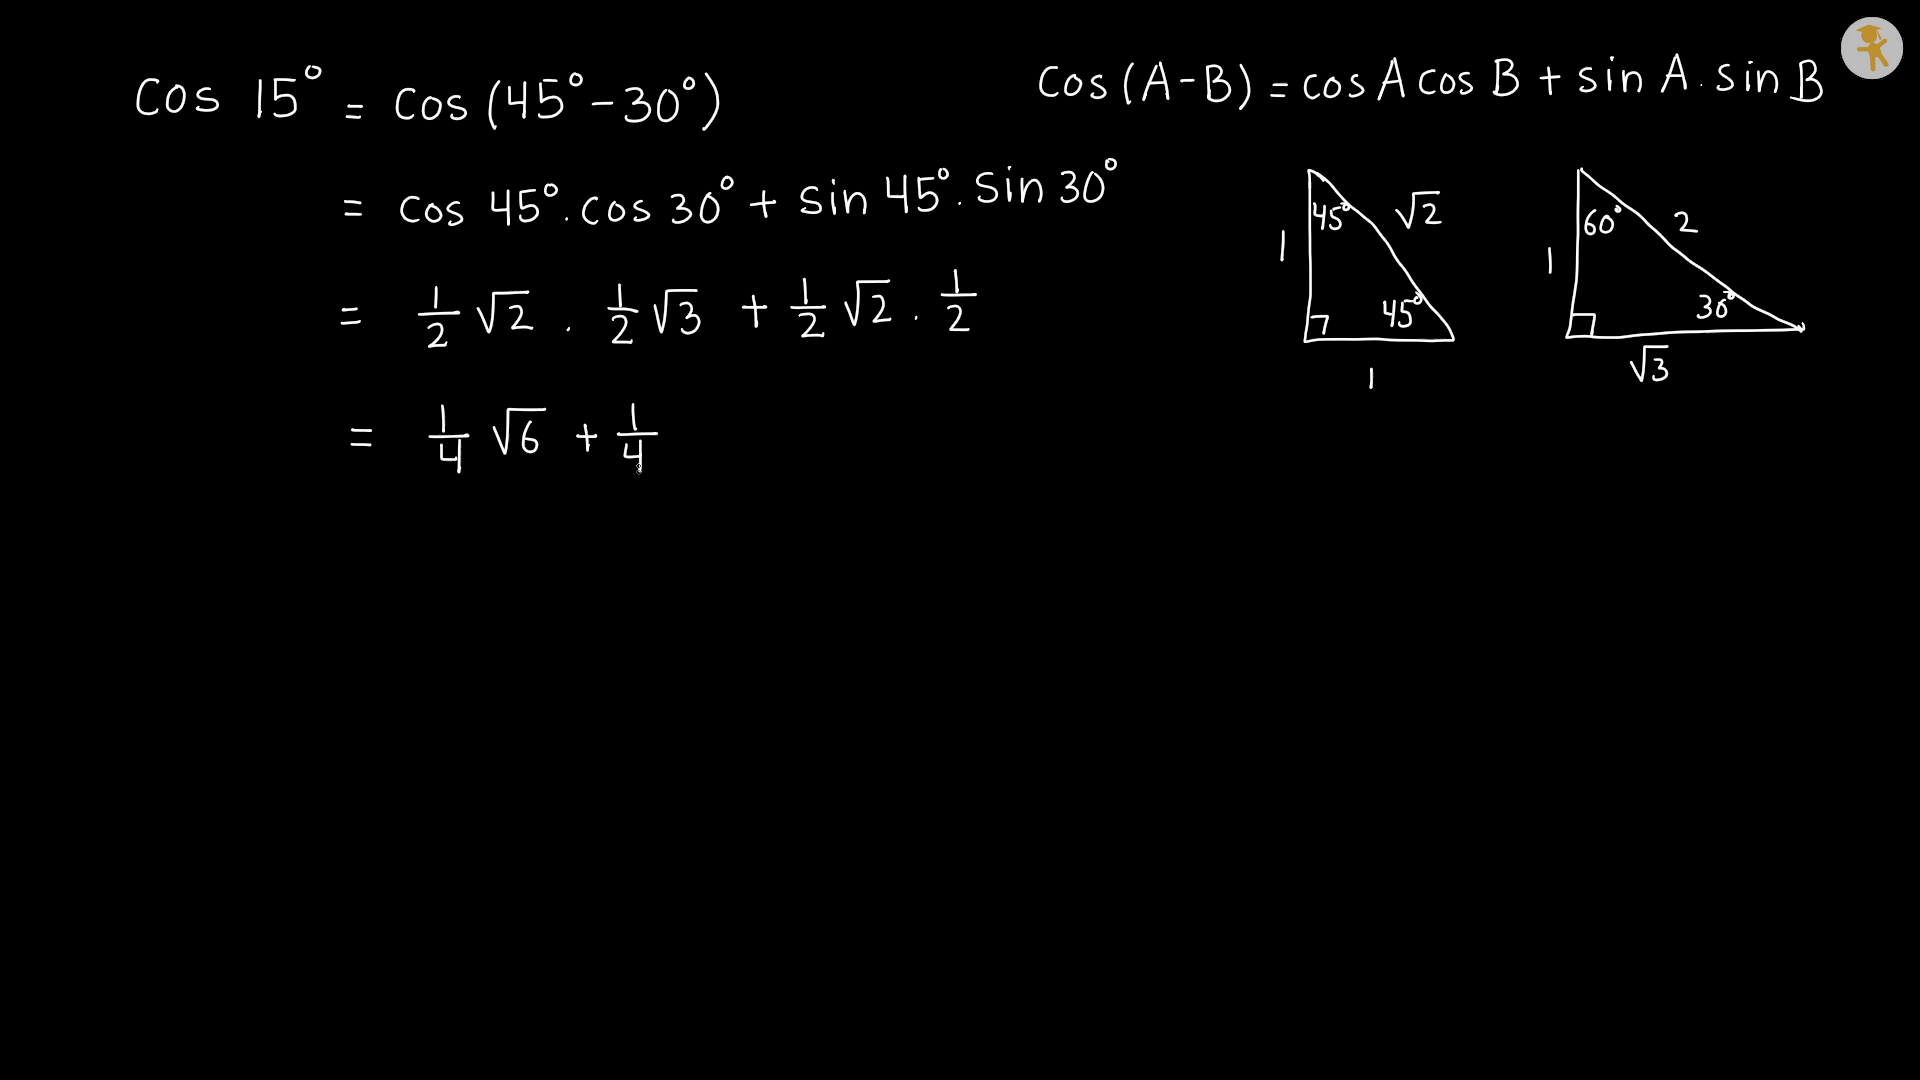 Cos 15° = cos (45° - 30°)
= cos 45° . cos 30° + sin 45° . sin 30°
= 1/2 √2 . 1/2 √3 + 1/2 √2 . 1/2
= 1/4 √6 + 1/4
Cos (A - B) = cos A cos B + sin A . sin B
45°
√2
1
45°
1
60°
2
1
30°
√3